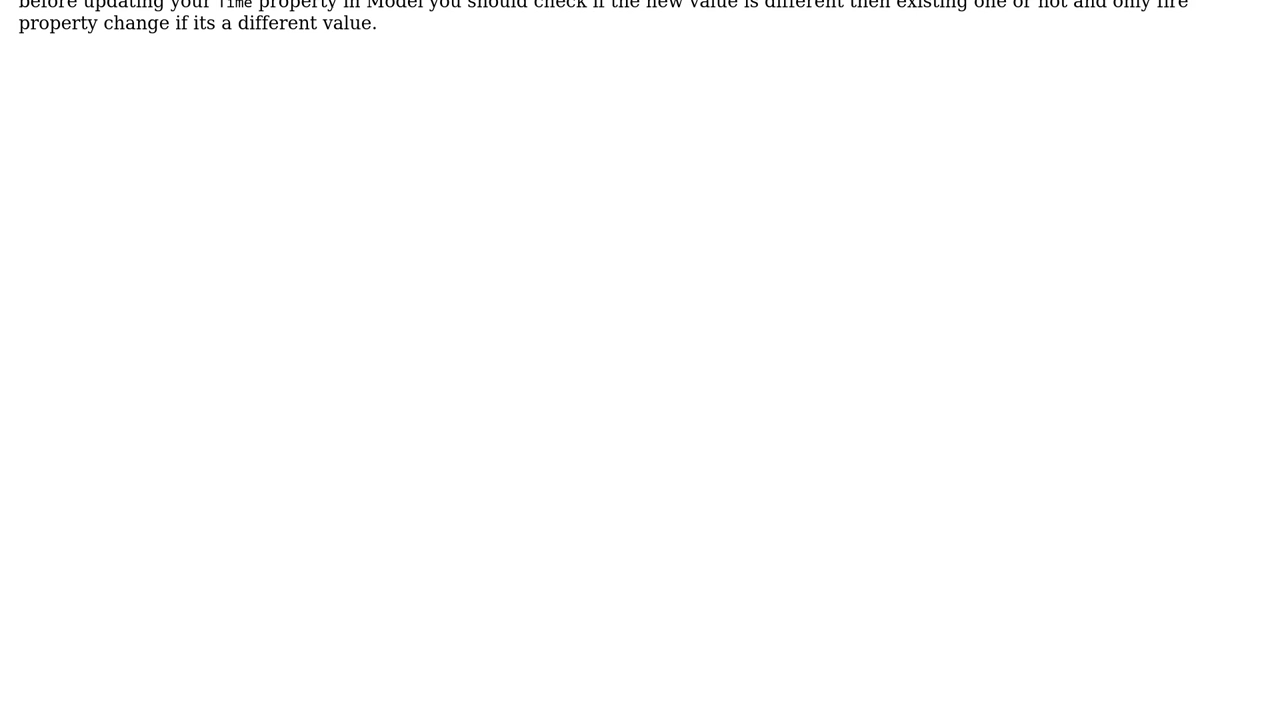 before updating your Time property in Model you should check if the new value is different then existing one or not and only fire
property change if its a different value.